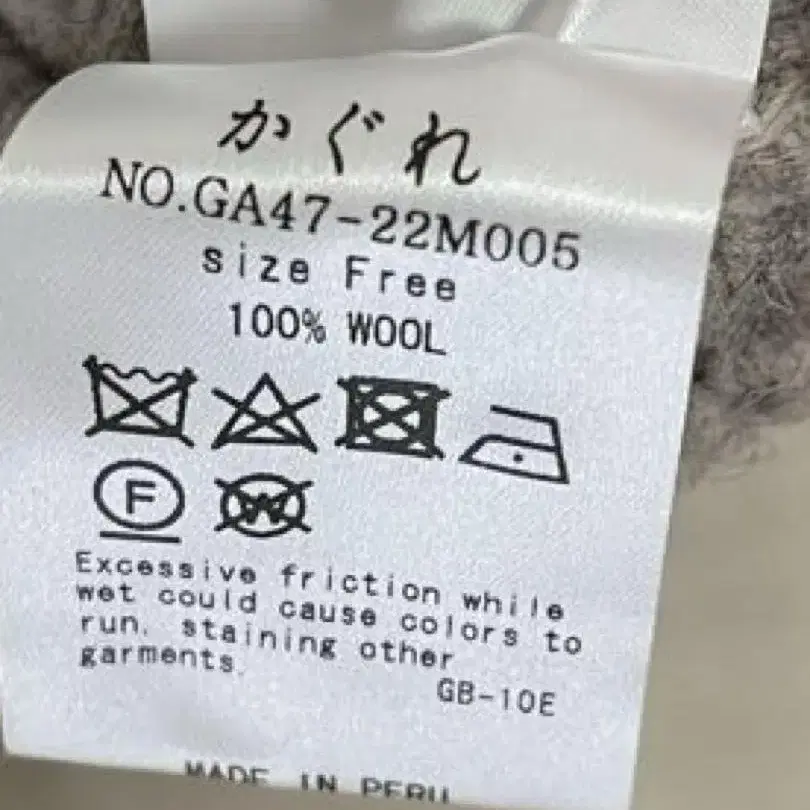 かぐれ
NO.GA47-22M005
size Free
100% WOOL
F W
Excessive friction while
wet could cause colors to
run, staining other
garments.
GB-10E
MADE IN PERU